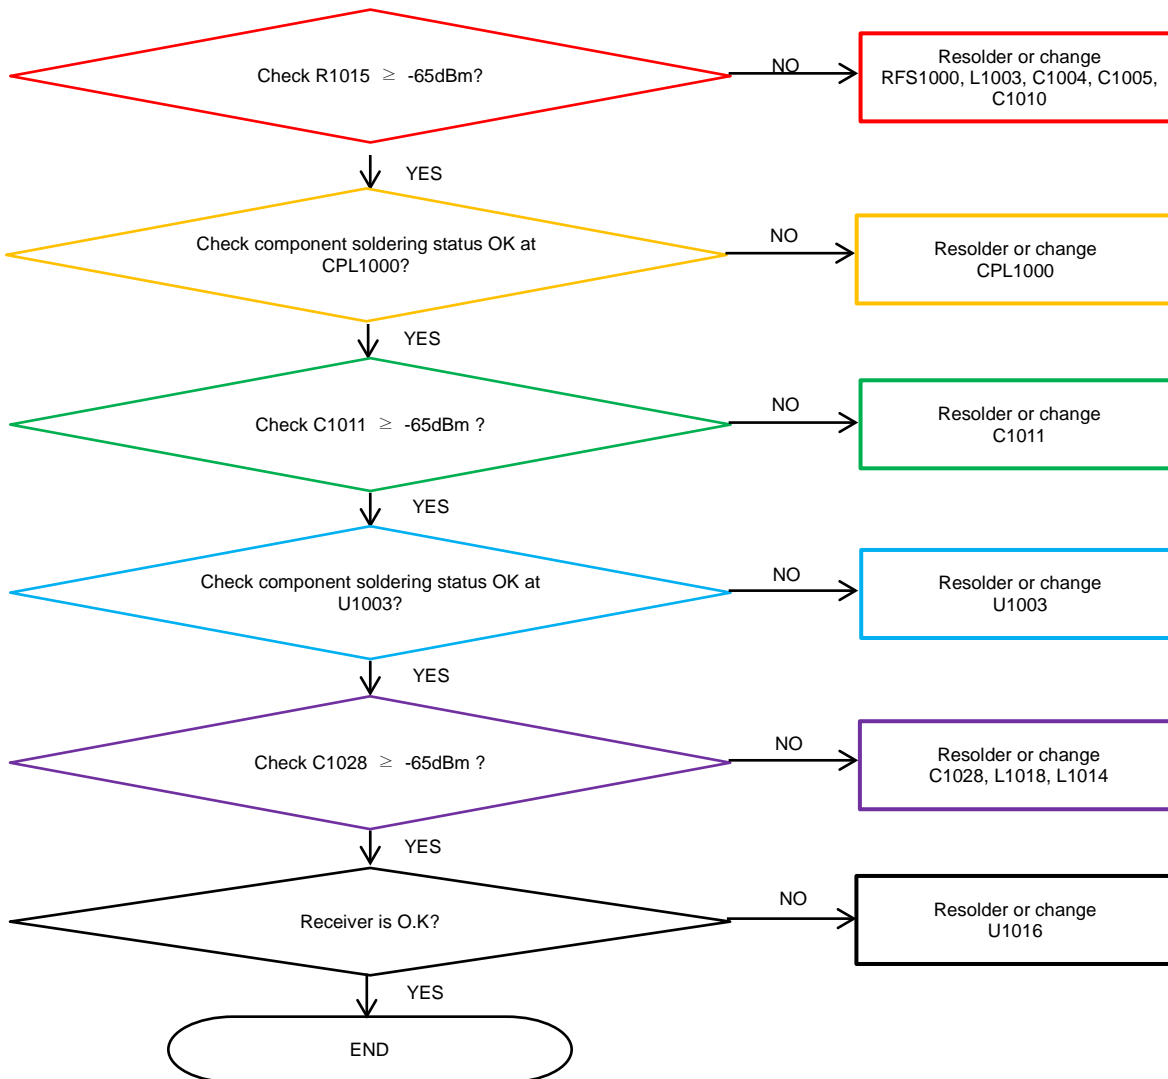 Check R1015 ≥ -65dBm?
NO
Resolder or change
RFS1000, L1003, C1004, C1005,
C1010
YES
Check component soldering status OK at
CPL1000?
NO
Resolder or change
CPL1000
YES
Check C1011 ≥ -65dBm ?
NO
Resolder or change
C1011
YES
Check component soldering status OK at
U1003?
NO
Resolder or change
U1003
YES
Check C1028 ≥ -65dBm ?
NO
Resolder or change
C1028, L1018, L1014
YES
Receiver is O.K?
NO
Resolder or change
U1016
YES
END